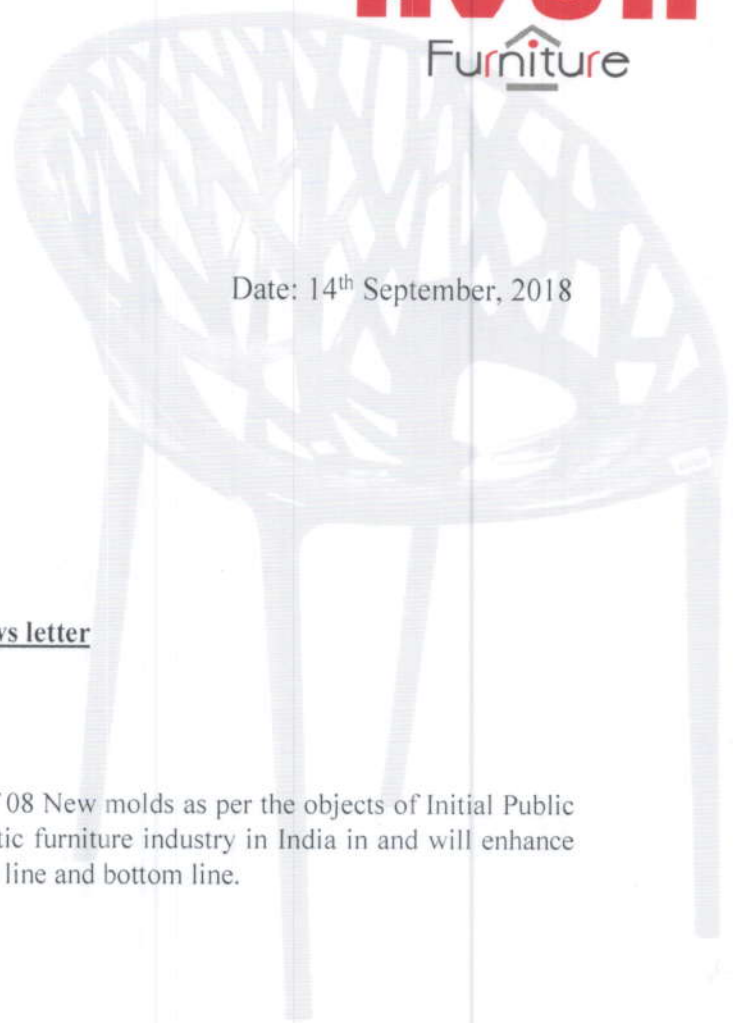 Furniture
Date: 14th September, 2018
letter
08 New molds as per the objects of Initial Public
furniture industry in India in and will enhance
line and bottom line.